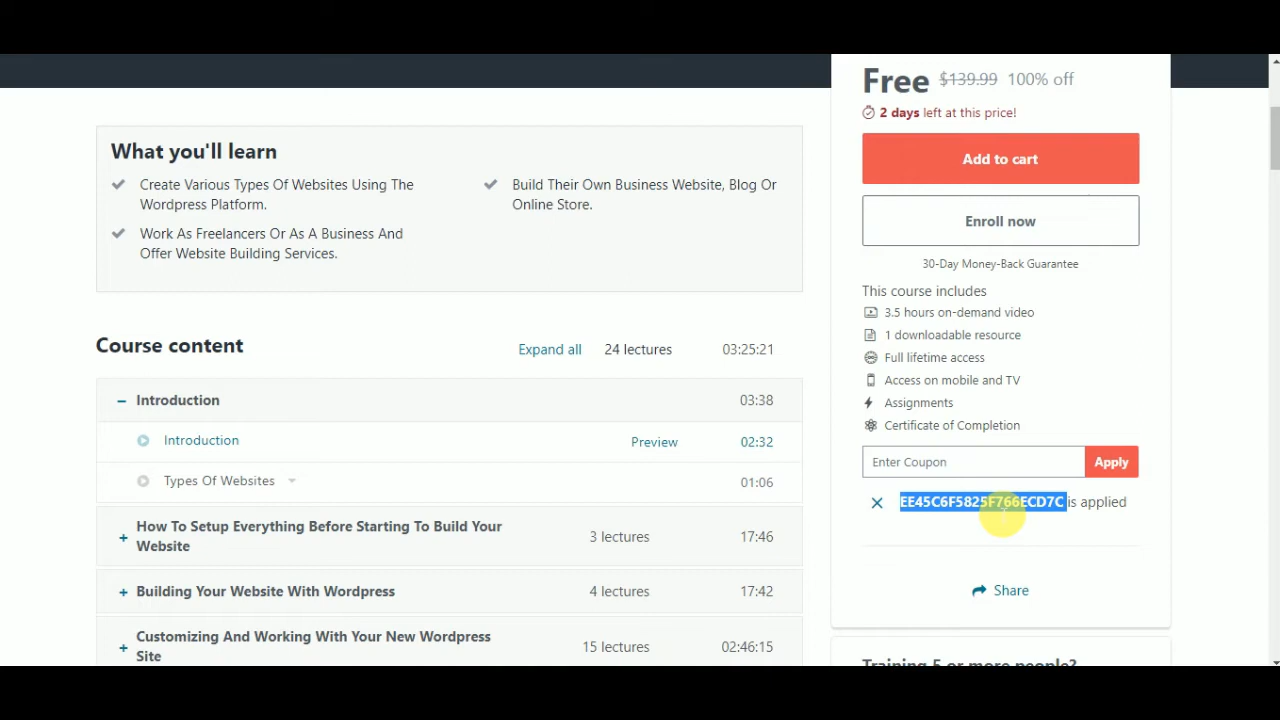 What you'll learn
Create Various Types Of Websites Using The
Wordpress Platform.
Work As Freelancers Or As A Business And
Offer Website Building Services.
Build Their Own Business Website, Blog Or
Online Store.
Course content
Expand all 24 lectures 03:25:21
Introduction 03:38
Introduction Preview 02:32
Types Of Websites 01:06
How To Setup Everything Before Starting To Build Your
Website
3 lectures 17:46
Building Your Website With Wordpress 4 lectures 17:42
Customizing And Working With Your New Wordpress
Site
15 lectures 02:46:15
Free $139.99 100% off
2 days left at this price!
Add to cart
Enroll now
30-Day Money-Back Guarantee
This course includes
3.5 hours on-demand video
1 downloadable resource
Full lifetime access
Access on mobile and TV
Assignments
Certificate of Completion
Enter Coupon Apply
EE45C6F5825F766ECD7C is applied
Share
Training 5 or more people?